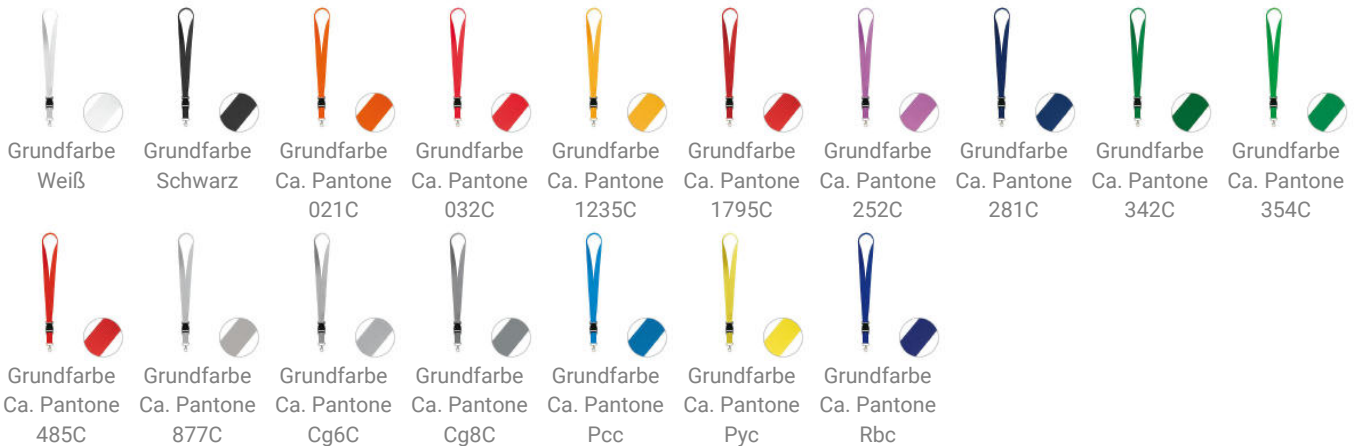 Grundfarbe Weiß
Grundfarbe Schwarz
Grundfarbe Ca. Pantone 021C
Grundfarbe Ca. Pantone 032C
Grundfarbe Ca. Pantone 1235C
Grundfarbe Ca. Pantone 1795C
Grundfarbe Ca. Pantone 252C
Grundfarbe Ca. Pantone 281C
Grundfarbe Ca. Pantone 342C
Grundfarbe Ca. Pantone 354C
Grundfarbe Ca. Pantone 485C
Grundfarbe Ca. Pantone 877C
Grundfarbe Ca. Pantone Cg6C
Grundfarbe Ca. Pantone Cg8C
Grundfarbe Ca. Pantone Pcc
Grundfarbe Ca. Pantone Pyc
Grundfarbe Ca. Pantone Rbc